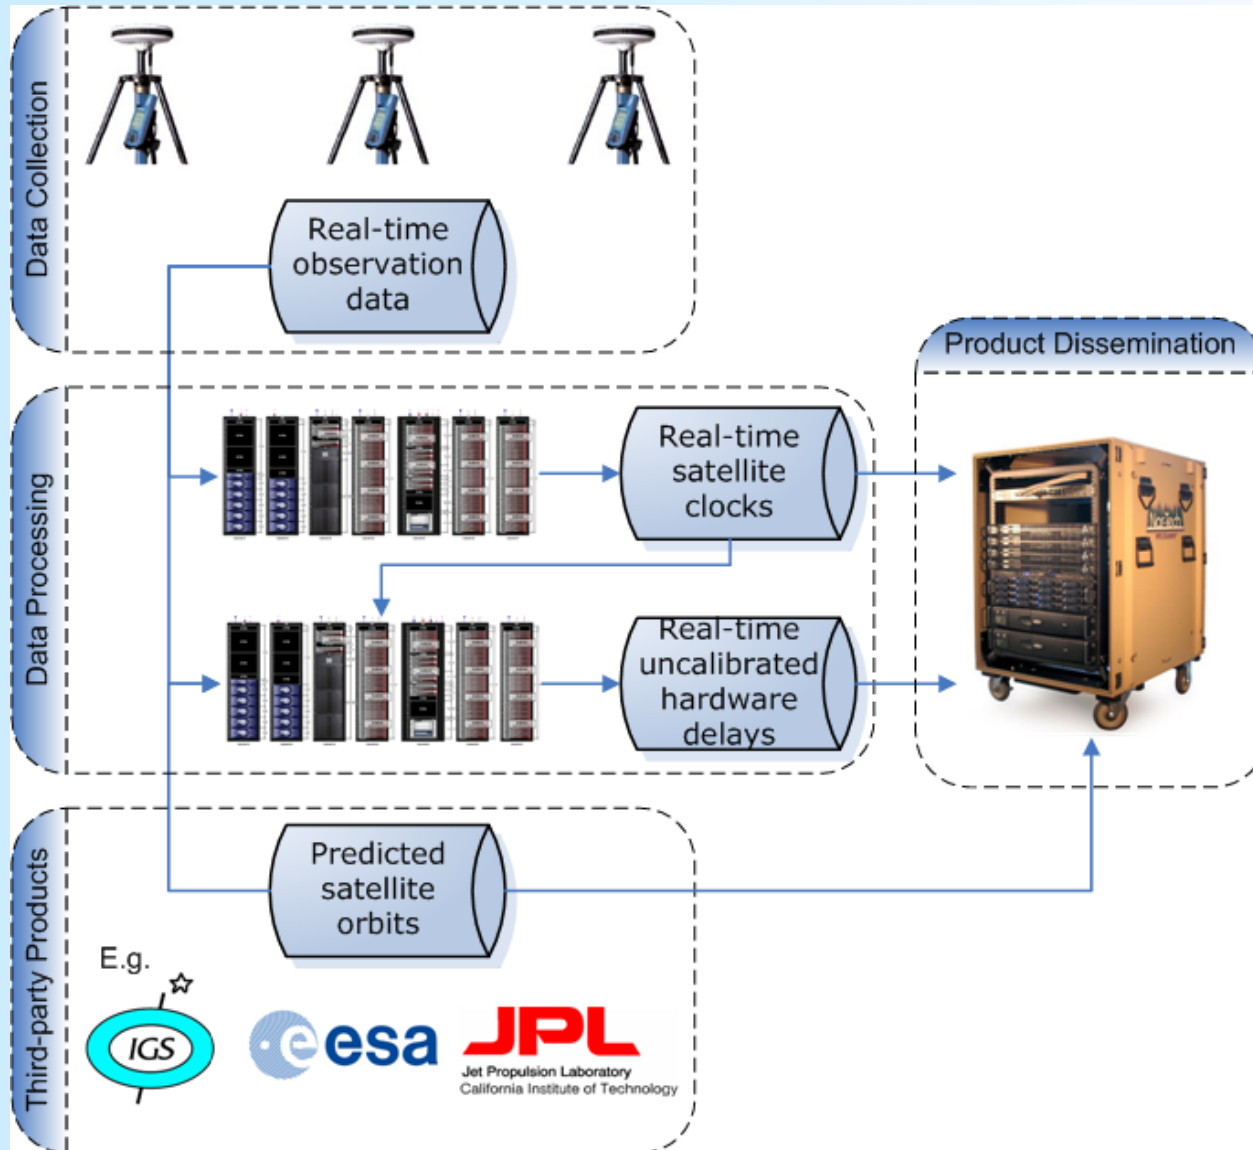 Data Collection
Real-time
observation
data
Product Dissemination
Data Processing
Real-time
satellite
clocks
Real-time
uncalibrated
hardware
delays
Third-party Products
Predicted
satellite
orbits
E.g.
IGS
esa
JPL
Jet Propulsion Laboratory
California Institute of Technology